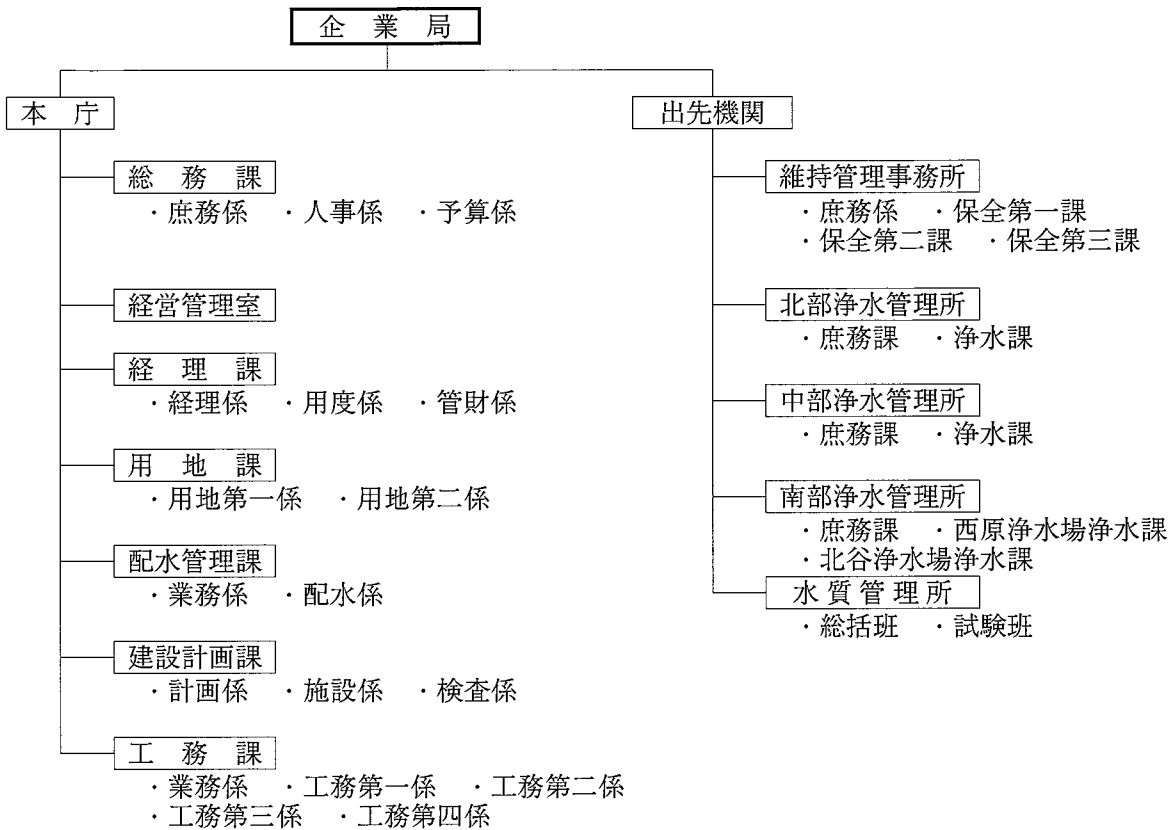 企業局
本庁
総務課
・庶務係 ・人事係 ・予算係
経営管理室
経理課
・経理係 ・用度係 ・管財係
用地課
・用地第一係 ・用地第二係
配水管理課
・業務係 ・配水係
建設計画課
・計画係 ・施設係 ・検査係
工務課
・業務係 ・工務第一係 ・工務第二係
・工務第三係 ・工務第四係
出先機関
維持管理事務所
・庶務係 ・保全第一課
・保全第二課 ・保全第三課
北部浄水管理所
・庶務課 ・浄水課
中部浄水管理所
・庶務課 ・浄水課
南部浄水管理所
・庶務課 ・西原浄水場浄水課
・北谷浄水場浄水課
水質管理所
・総括班 ・試験班